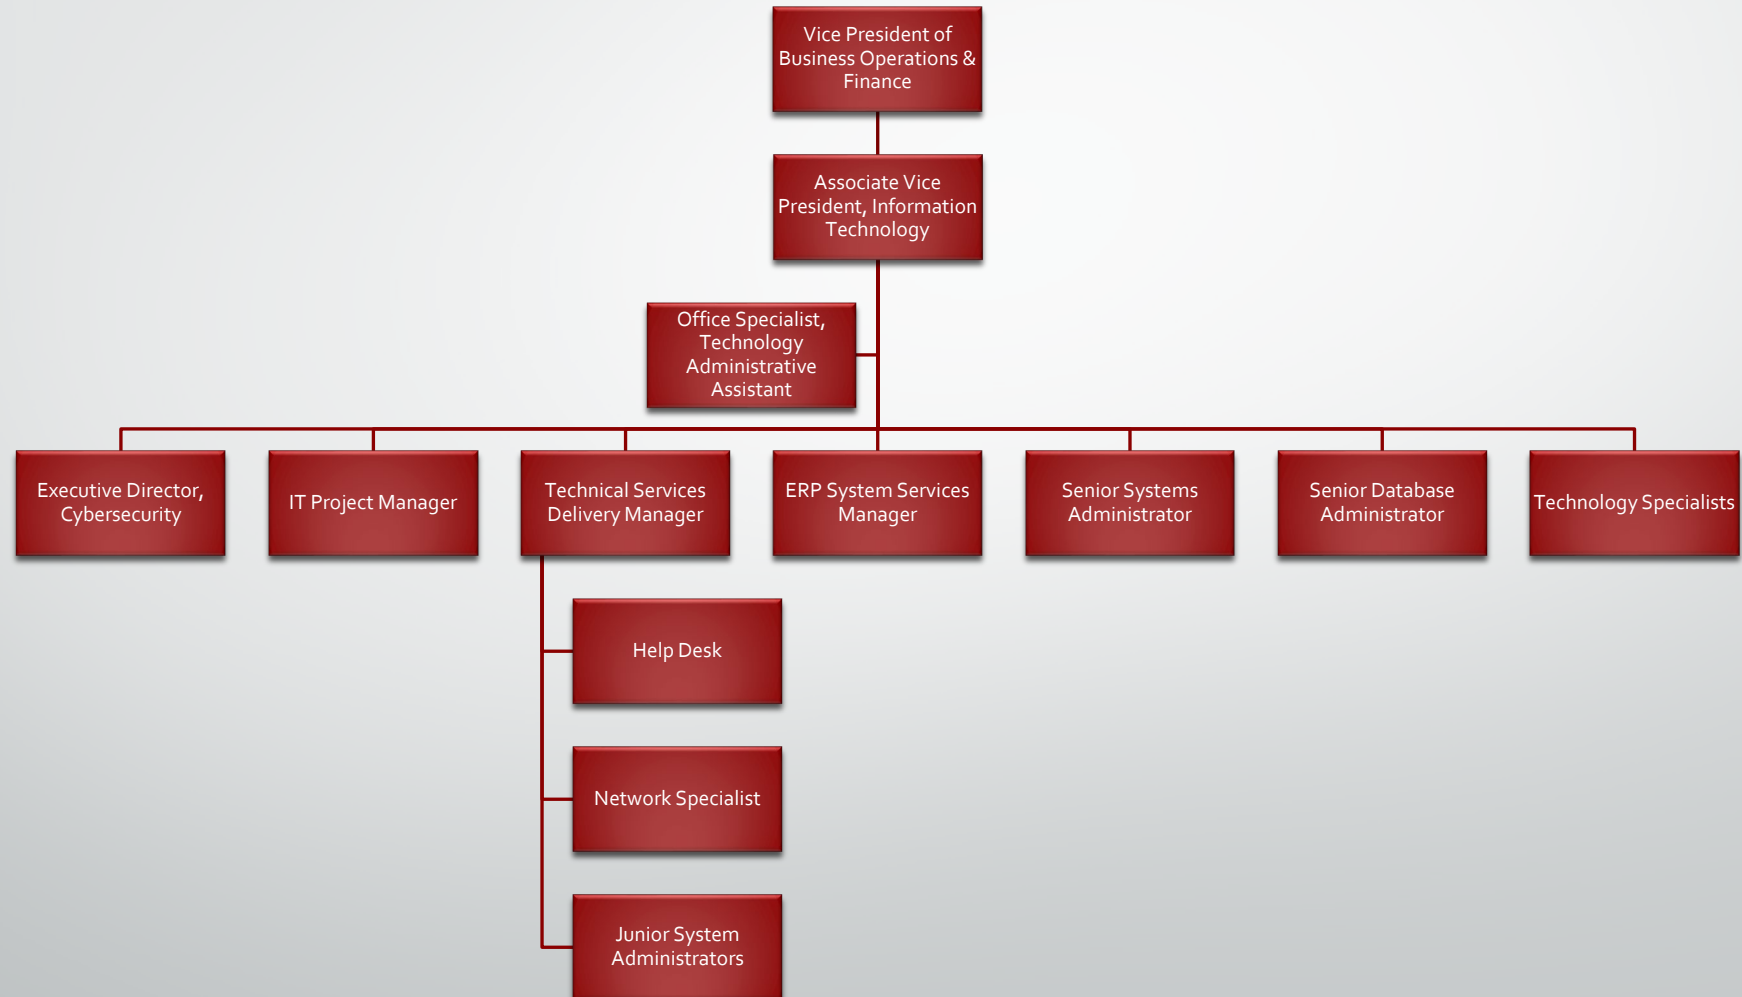 Vice President of
Business Operations &
Finance
Associate Vice
President, Information
Technology
Office Specialist,
Technology
Administrative
Assistant
Executive Director,
Cybersecurity
IT Project Manager
Technical Services
Delivery Manager
ERP System Services
Manager
Senior Systems
Administrator
Senior Database
Administrator
Technology Specialists
Help Desk
Network Specialist
Junior System
Administrators